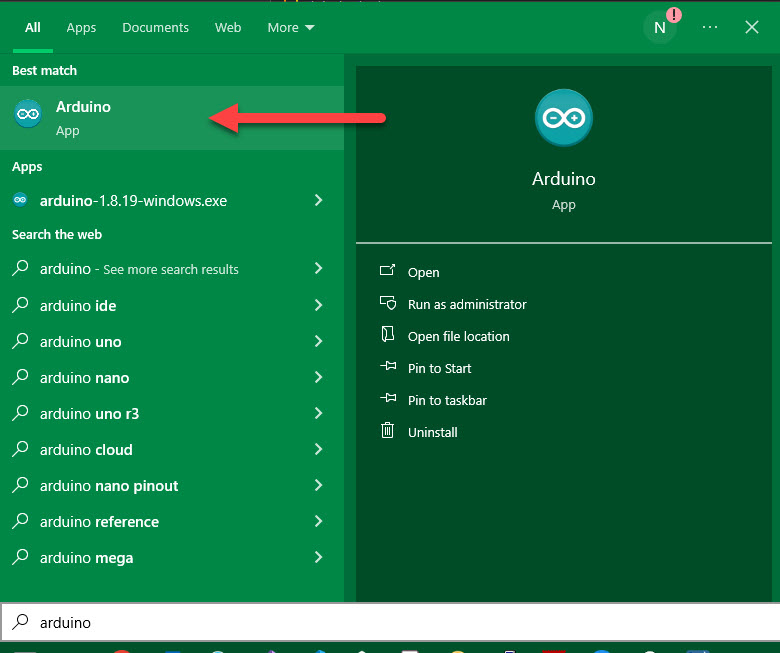 All Apps Documents Web More N ! ...
Best match
Arduino
App
Apps
arduino-1.8.19-windows.exe
Search the web
arduino - See more search results
arduino ide
arduino uno
arduino nano
arduino uno r3
arduino cloud
arduino nano pinout
arduino reference
arduino mega
Arduino
App
Open
Run as administrator
Open file location
Pin to Start
Pin to taskbar
Uninstall
arduino